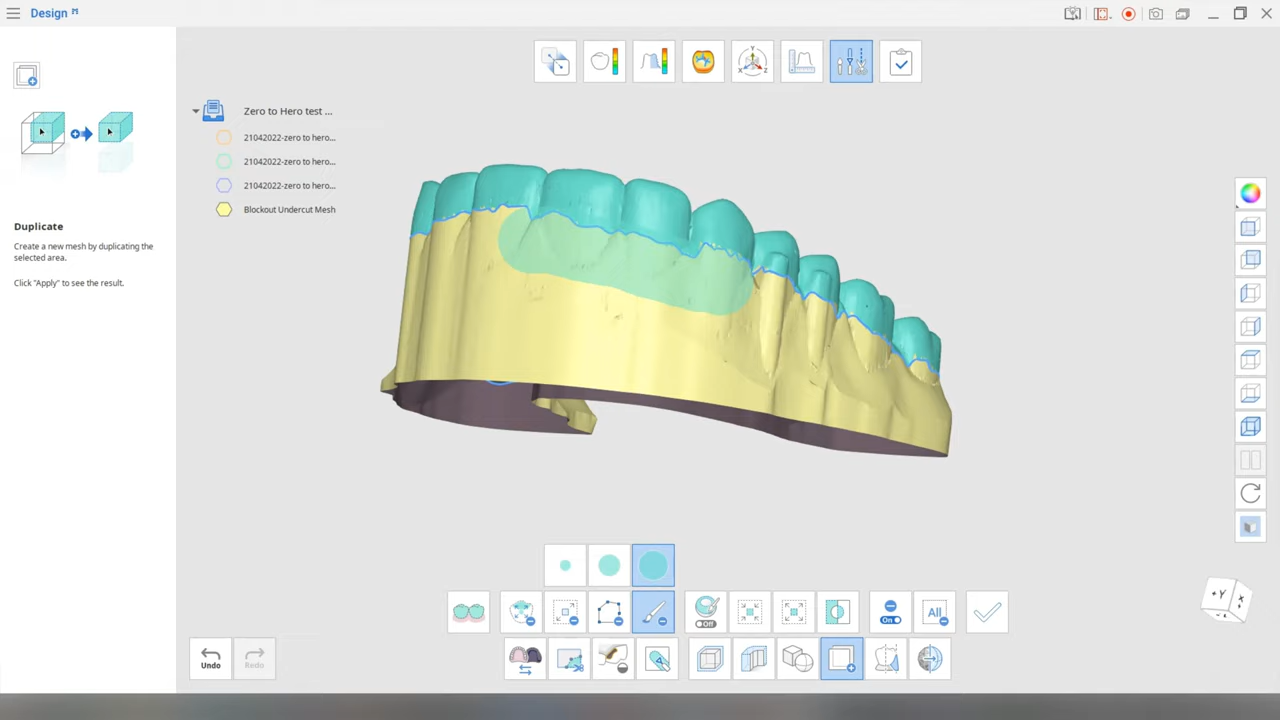 Design
Zero to Hero test ...
21042022-zero to hero...
21042022-zero to hero...
21042022-zero to hero...
Blockout Undercut Mesh
Duplicate
Create a new mesh by duplicating the
selected area.
Click "Apply" to see the result.
Y
X
Z
+Y
X
Off
On
All
Undo
Redo